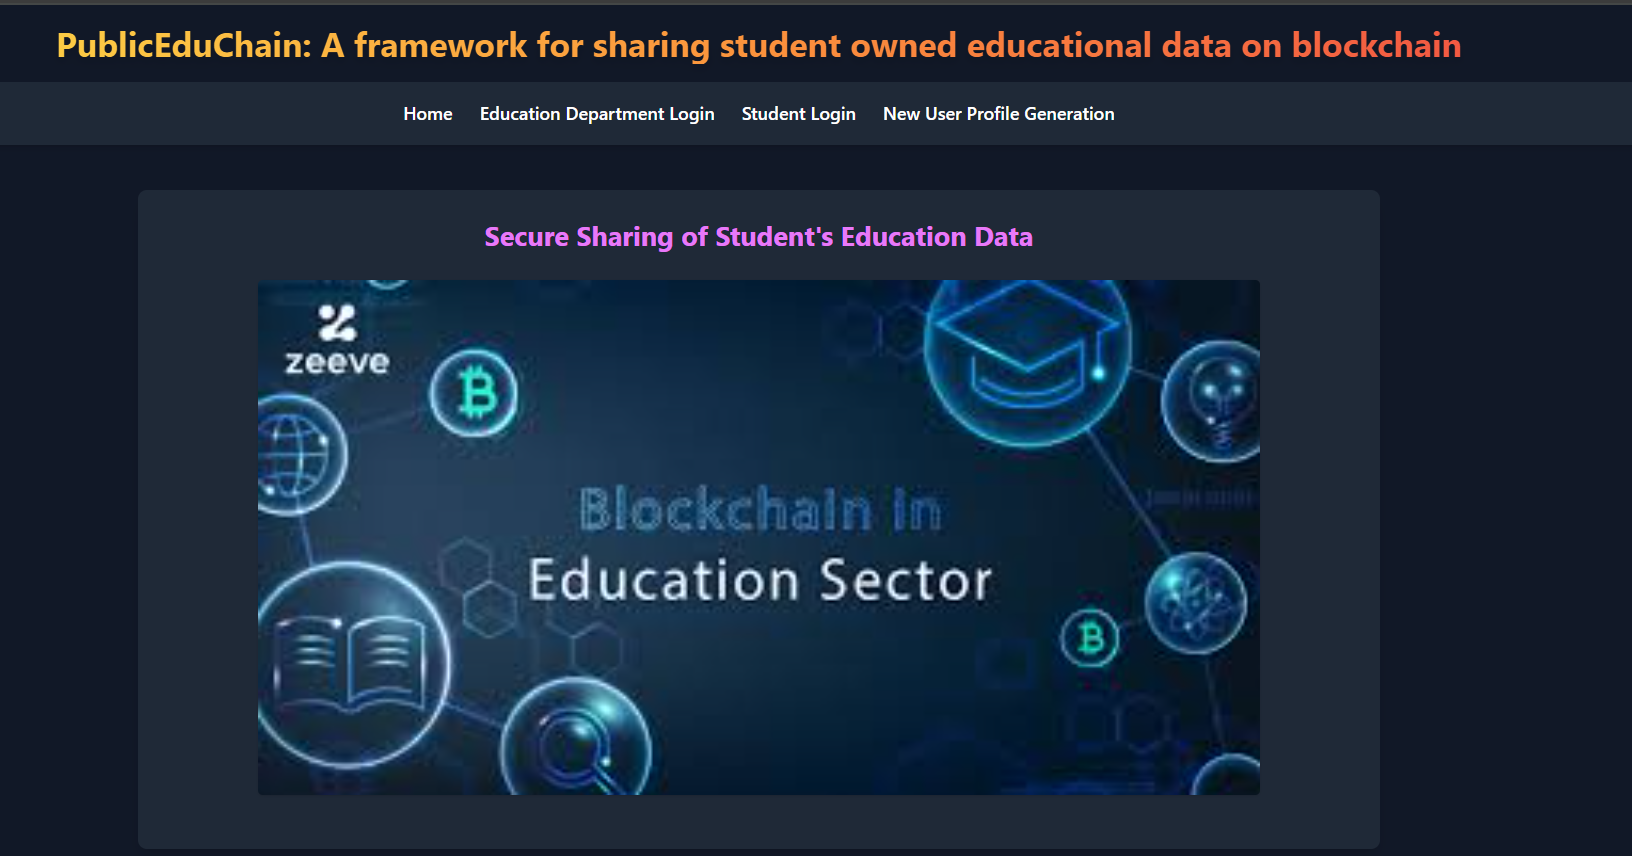 PublicEduChain: A framework for sharing student owned educational data on blockchain
Home Education Department Login Student Login New User Profile Generation
Secure Sharing of Student's Education Data
zeeve
Blockchain in
Education Sector